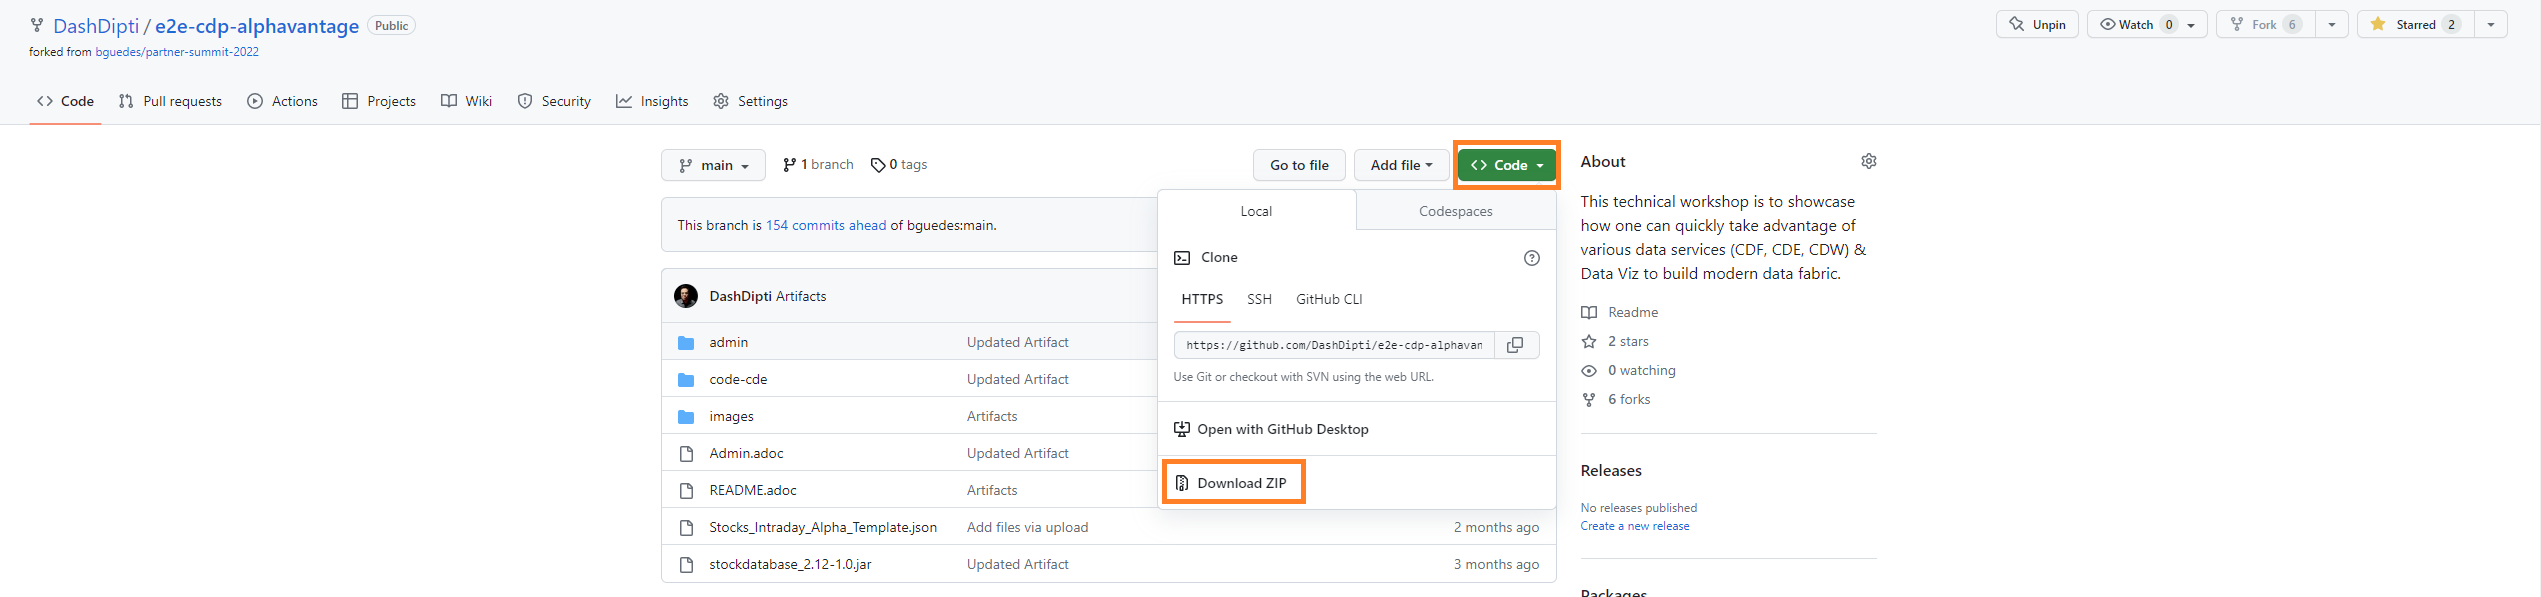 DashDipti / e2e-cdp-alphavantage Public
Unpin Watch 0 Fork 6 Starred 2
forked from bguedes/partner-summit-2022
Code Pull requests Actions Projects Wiki Security Insights Settings
main 1 branch 0 tags Go to file Add file Code
This branch is 154 commits ahead of bguedes:main.
DashDipti Artifacts
admin Updated Artifact
code-cde Updated Artifact
images Artifacts
Admin.adoc Updated Artifact
README.adoc Artifacts
Stocks_Intraday_Alpha_Template.json Add files via upload 2 months ago
stockdatabase_2.12-1.0.jar Updated Artifact 3 months ago
Local Codespaces
Clone
HTTPS SSH GitHub CLI
https://github.com/DashDipti/e2e-cdp-alphavan
Use Git or checkout with SVN using the web URL.
Open with GitHub Desktop
Download ZIP
About
This technical workshop is to showcase
how one can quickly take advantage of
various data services (CDF, CDE, CDW) &
Data Viz to build modern data fabric.
Readme
2 stars
0 watching
6 forks
Releases
No releases published
Create a new release
Packages